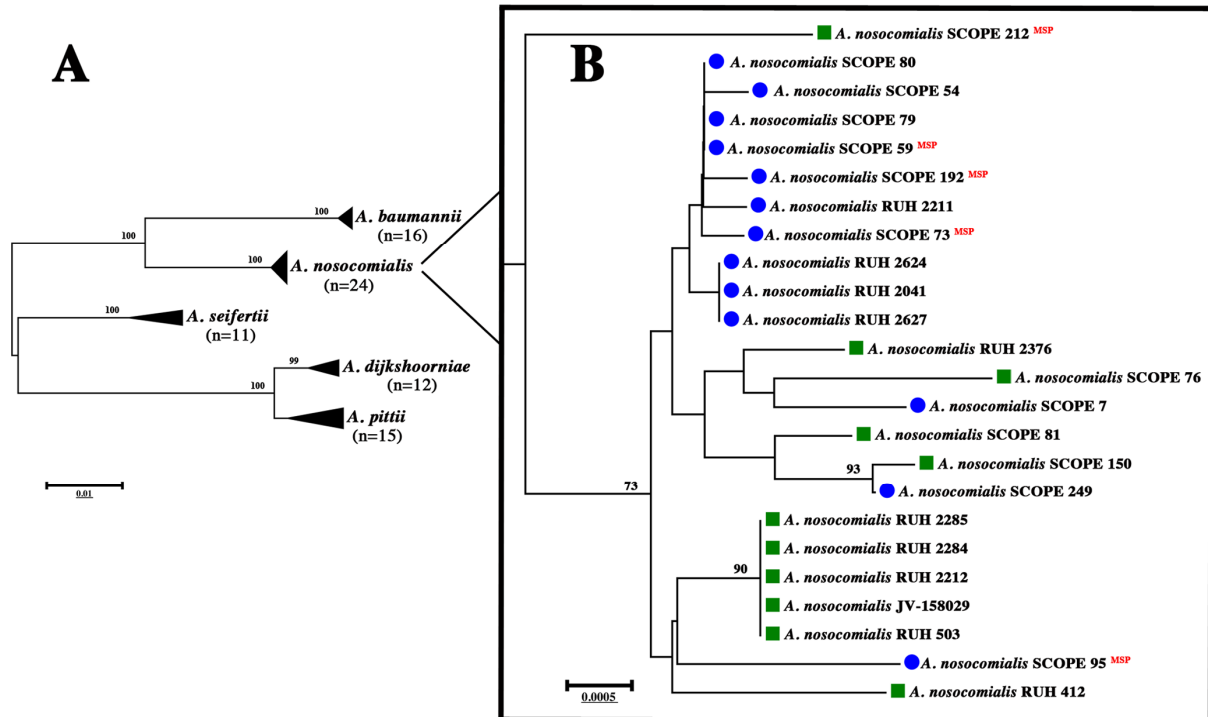 A
100
100
A. baumannii
(n=16)
100
A. nosocomialis
(n=24)
100
A. seifertii
(n=11)
99
A. dijkshoorniae
(n=12)
100
A. pittii
(n=15)
0.01
B
A. nosocomialis SCOPE 212 MSP
A. nosocomialis SCOPE 80
A. nosocomialis SCOPE 54
A. nosocomialis SCOPE 79
A. nosocomialis SCOPE 59 MSP
A. nosocomialis SCOPE 192 MSP
A. nosocomialis RUH 2211
A. nosocomialis SCOPE 73 MSP
A. nosocomialis RUH 2624
A. nosocomialis RUH 2041
A. nosocomialis RUH 2627
A. nosocomialis RUH 2376
A. nosocomialis SCOPE 76
A. nosocomialis SCOPE 7
A. nosocomialis SCOPE 81
93
A. nosocomialis SCOPE 150
A. nosocomialis SCOPE 249
73
A. nosocomialis RUH 2285
A. nosocomialis RUH 2284
90
A. nosocomialis RUH 2212
A. nosocomialis JV-158029
A. nosocomialis RUH 503
A. nosocomialis SCOPE 95 MSP
A. nosocomialis RUH 412
0.0005